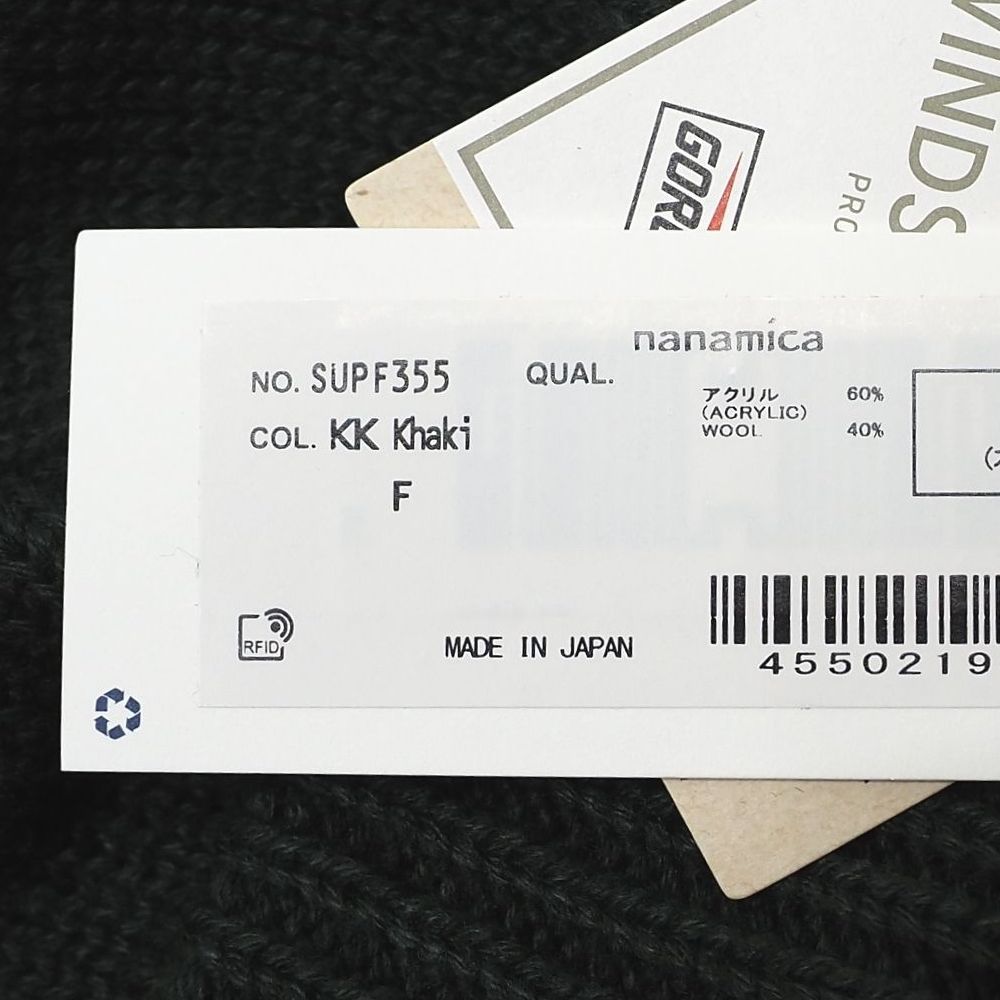 WINDS
PRO
GORE
nanamica
NO. SUPF355
QUAL.
アクリル 60%
(ACRYLIC)
WOOL 40%
COL. KK Khaki
F
RFID
MADE IN JAPAN
4550219